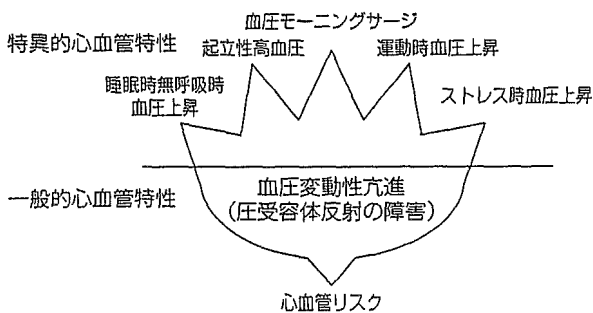 血圧モーニングサージ
特異的心血管特性
起立性高血圧
運動時血圧上昇
睡眠時無呼吸時
血圧上昇
ストレス時血圧上昇
一般的心血管特性
血圧変動性亢進
(圧受容体反射の障害)
心血管リスク